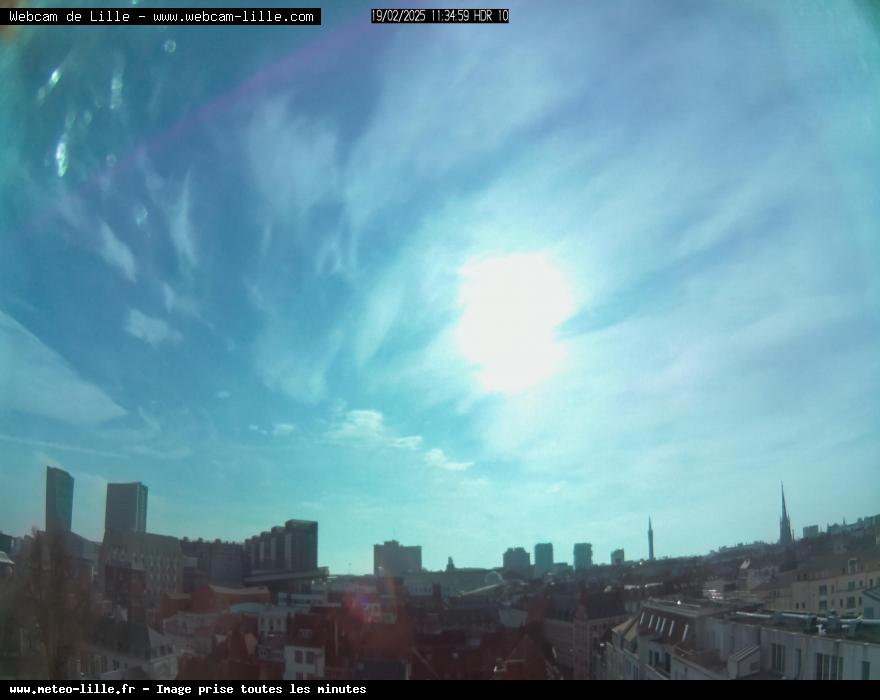 Webcam de Lille - www.webcam-lille.com
19/02/2025 11:34:59 HDR 10
www.meteo-lille.fr - Image prise toutes les minutes